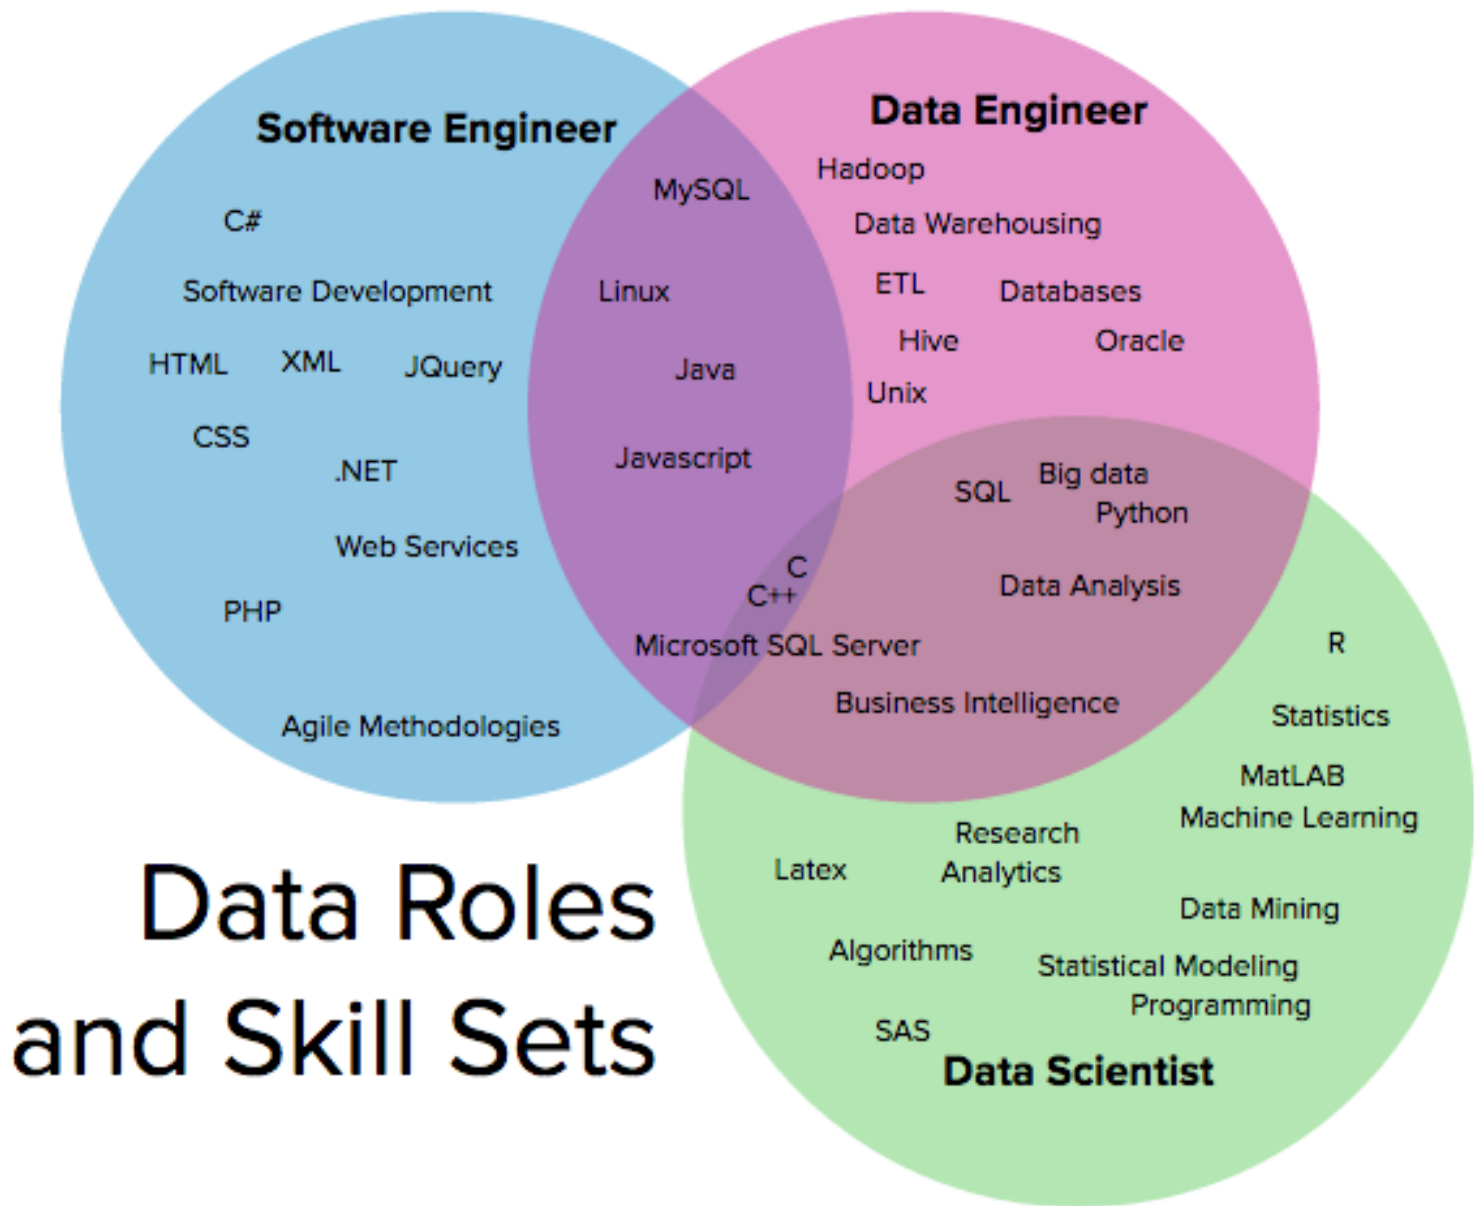 Software Engineer
C#
Software Development
HTML XML JQuery
CSS
.NET
Web Services
PHP
Agile Methodologies
MySQL
Linux
Java
Javascript
Data Engineer
Hadoop
Data Warehousing
ETL Databases
Hive Oracle
Unix
SQL Big data
Python
Data Analysis
C
C++
Microsoft SQL Server
Business Intelligence
R
Statistics
MatLAB
Machine Learning
Research
Latex Analytics
Data Mining
Algorithms
Statistical Modeling
Programming
SAS
Data Scientist
Data Roles
and Skill Sets